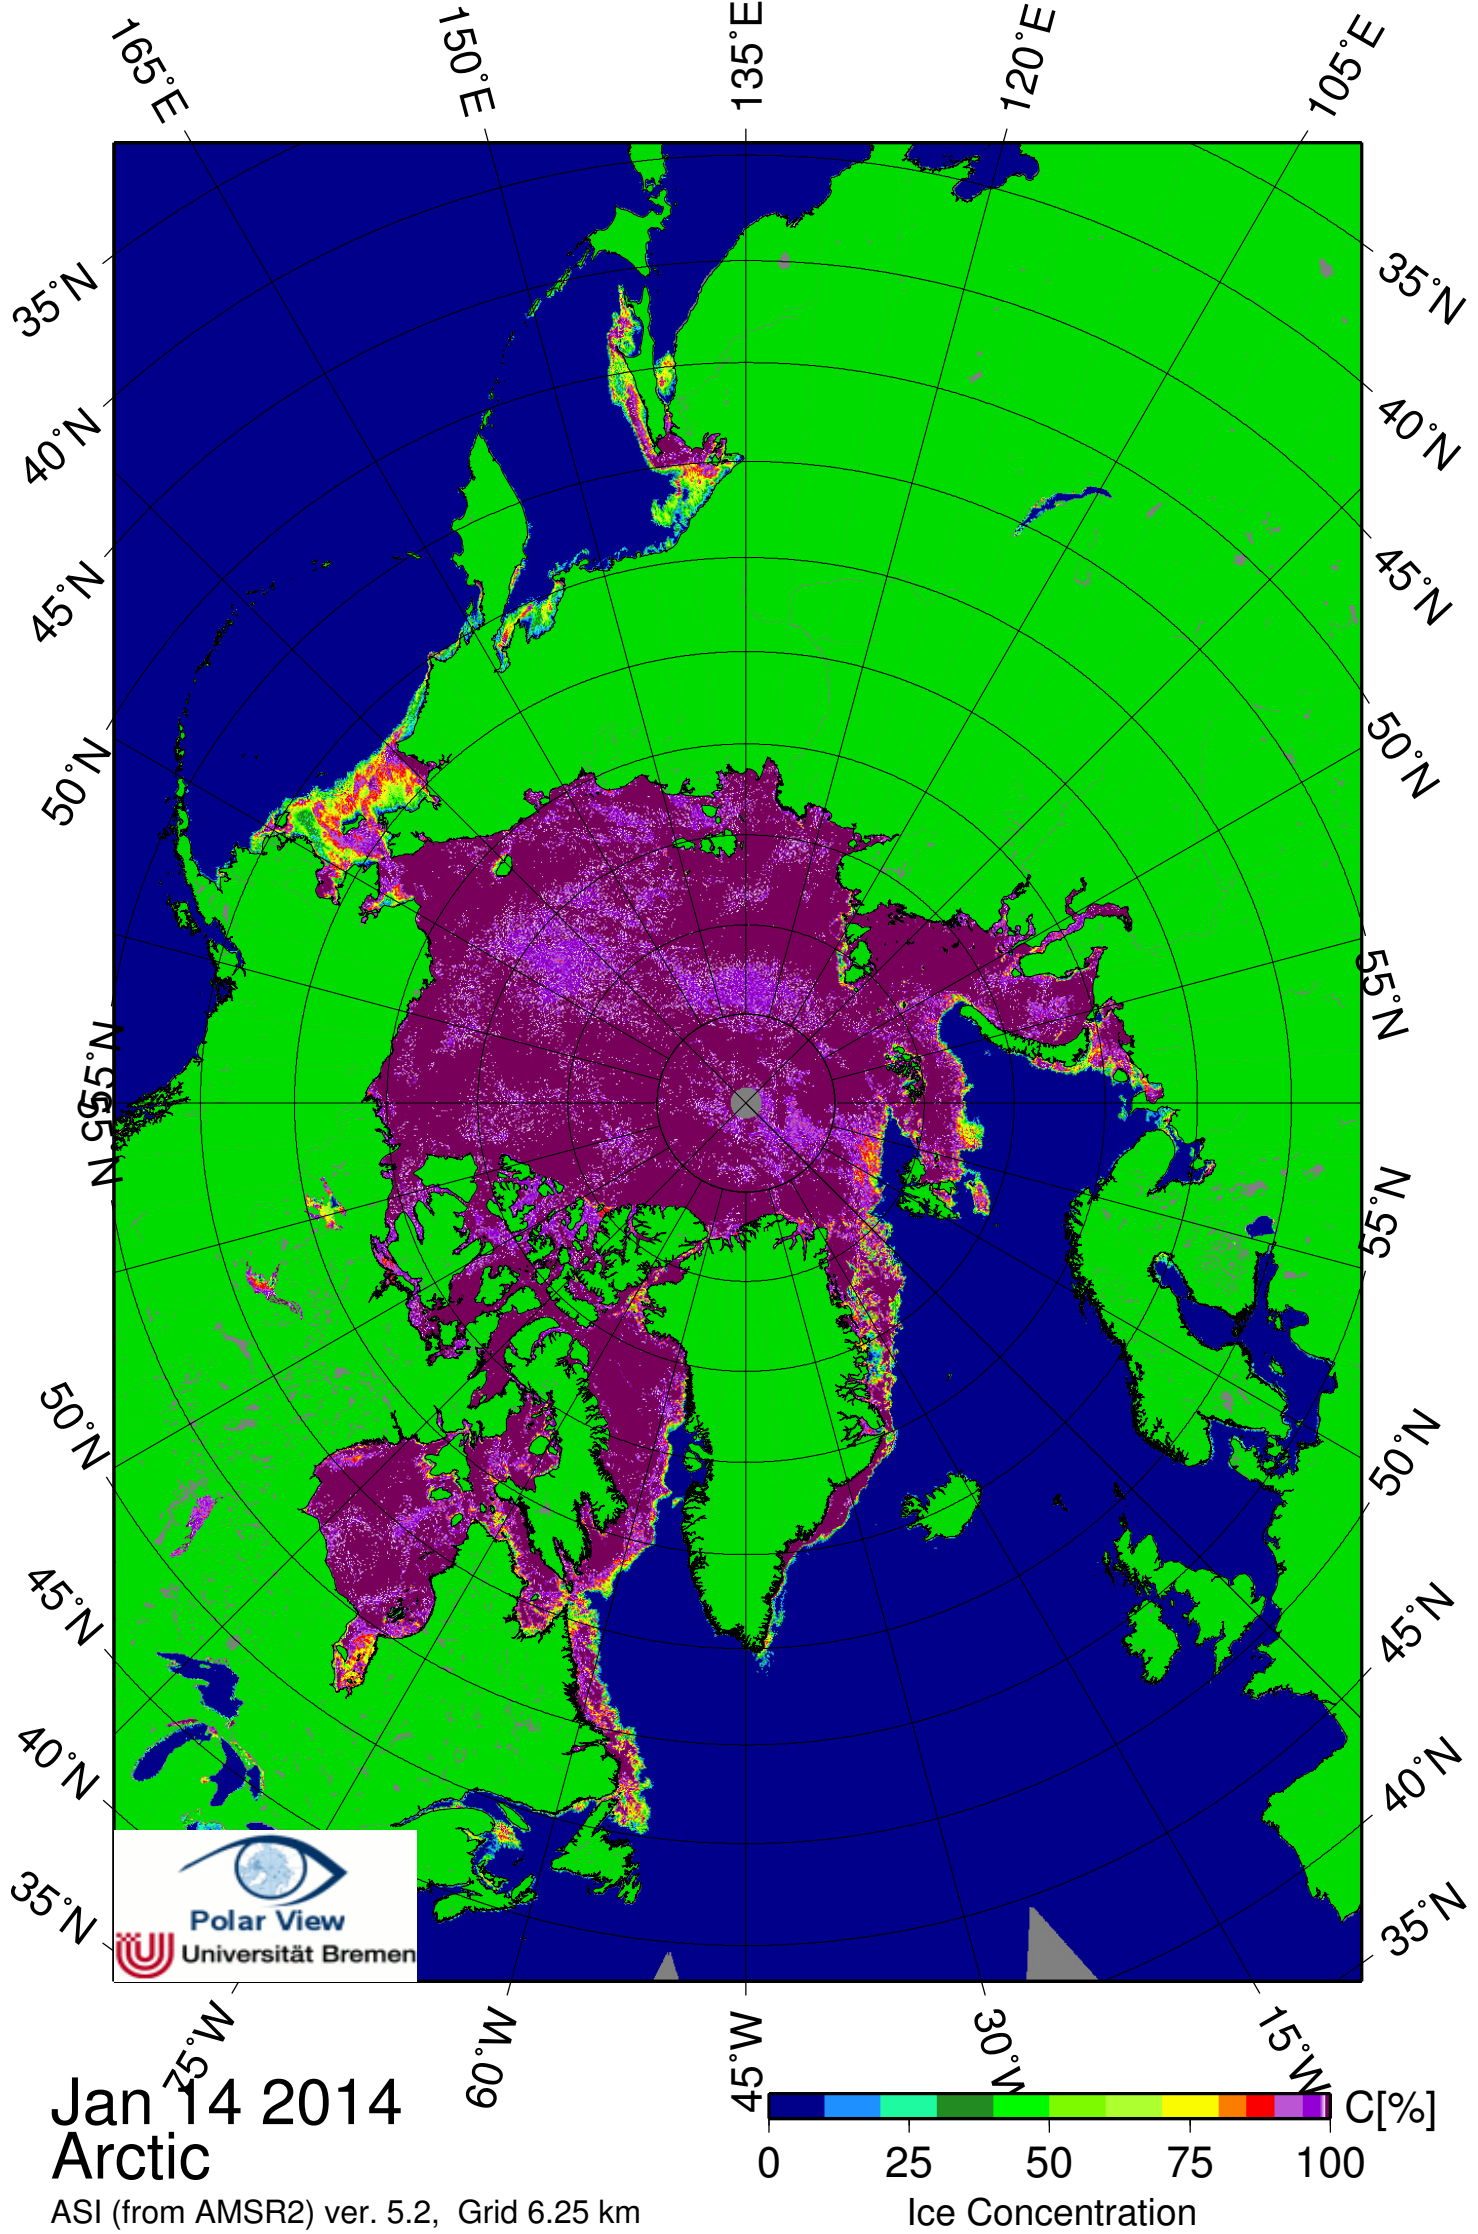 165°E 150°E 135°E 120°E 105°E
35°N 35°N
40°N 40°N
45°N 45°N
50°N 50°N
55°N 55°N
55°N 55°N
50°N 50°N
45°N 45°N
40°N 40°N
35°N 35°N
Polar View
Universität Bremen
75°W 60°W 45°W 30°W 15°W
Jan 14 2014
Arctic
ASI (from AMSR2) ver. 5.2, Grid 6.25 km
C[%]
0 25 50 75 100
Ice Concentration